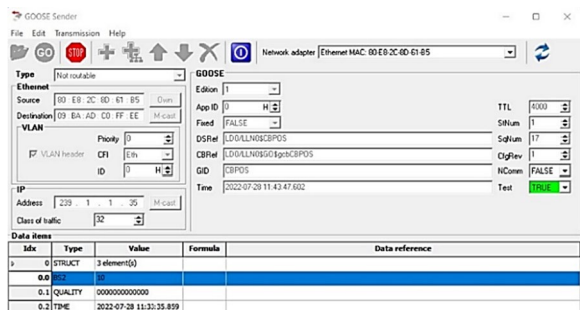 GOOSE Sender
File Edit Transmission Help
GO STOP Network adapter Ethernet MAC: 80-E8-2C-8D-61-B5
Type Not routable
Ethernet
Source 80 E8: 2C 8D: 61 B5 Own
Destination 09 BA: AD C0: FF: EE M-cast
VLAN
Priority 0
VLAN header CFI Eth
ID 0 H
IP
Address 239 . 1 . 1 . 35 M-cast
Class of traffic 32
GOOSE
Edition 1
App ID 0 H
Fixed FALSE
DSRef LD0/LLN0$CBPOS
CBRef LD0/LLN0$GO$gcbCBPOS
GID CBPOS
Time 2022-07-28 11:43:47.602
TTL 4000
StNum 1
SqNum 17
CfgRev 1
NComm FALSE
Test TRUE
Data items
Idx Type Value Formula Data reference
0 STRUCT 3 element(s)
0.0 BS2 10
0.1 QUALITY 0000000000000
0.2 TIME 2022-07-28 11:33:35.859